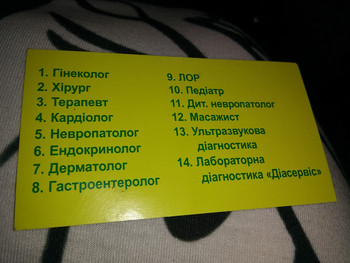 1. Гінеколог
2. Хірург
3. Терапевт
4. Кардіолог
5. Невропатолог
6. Ендокринолог
7. Дерматолог
8. Гастроентеролог
9. ЛОР
10. Педіатр
11. Дит. невропатолог
12. Масажист
13. Ультразвукова
діагностика
14. Лабораторна
діагностика «Діасервіс»